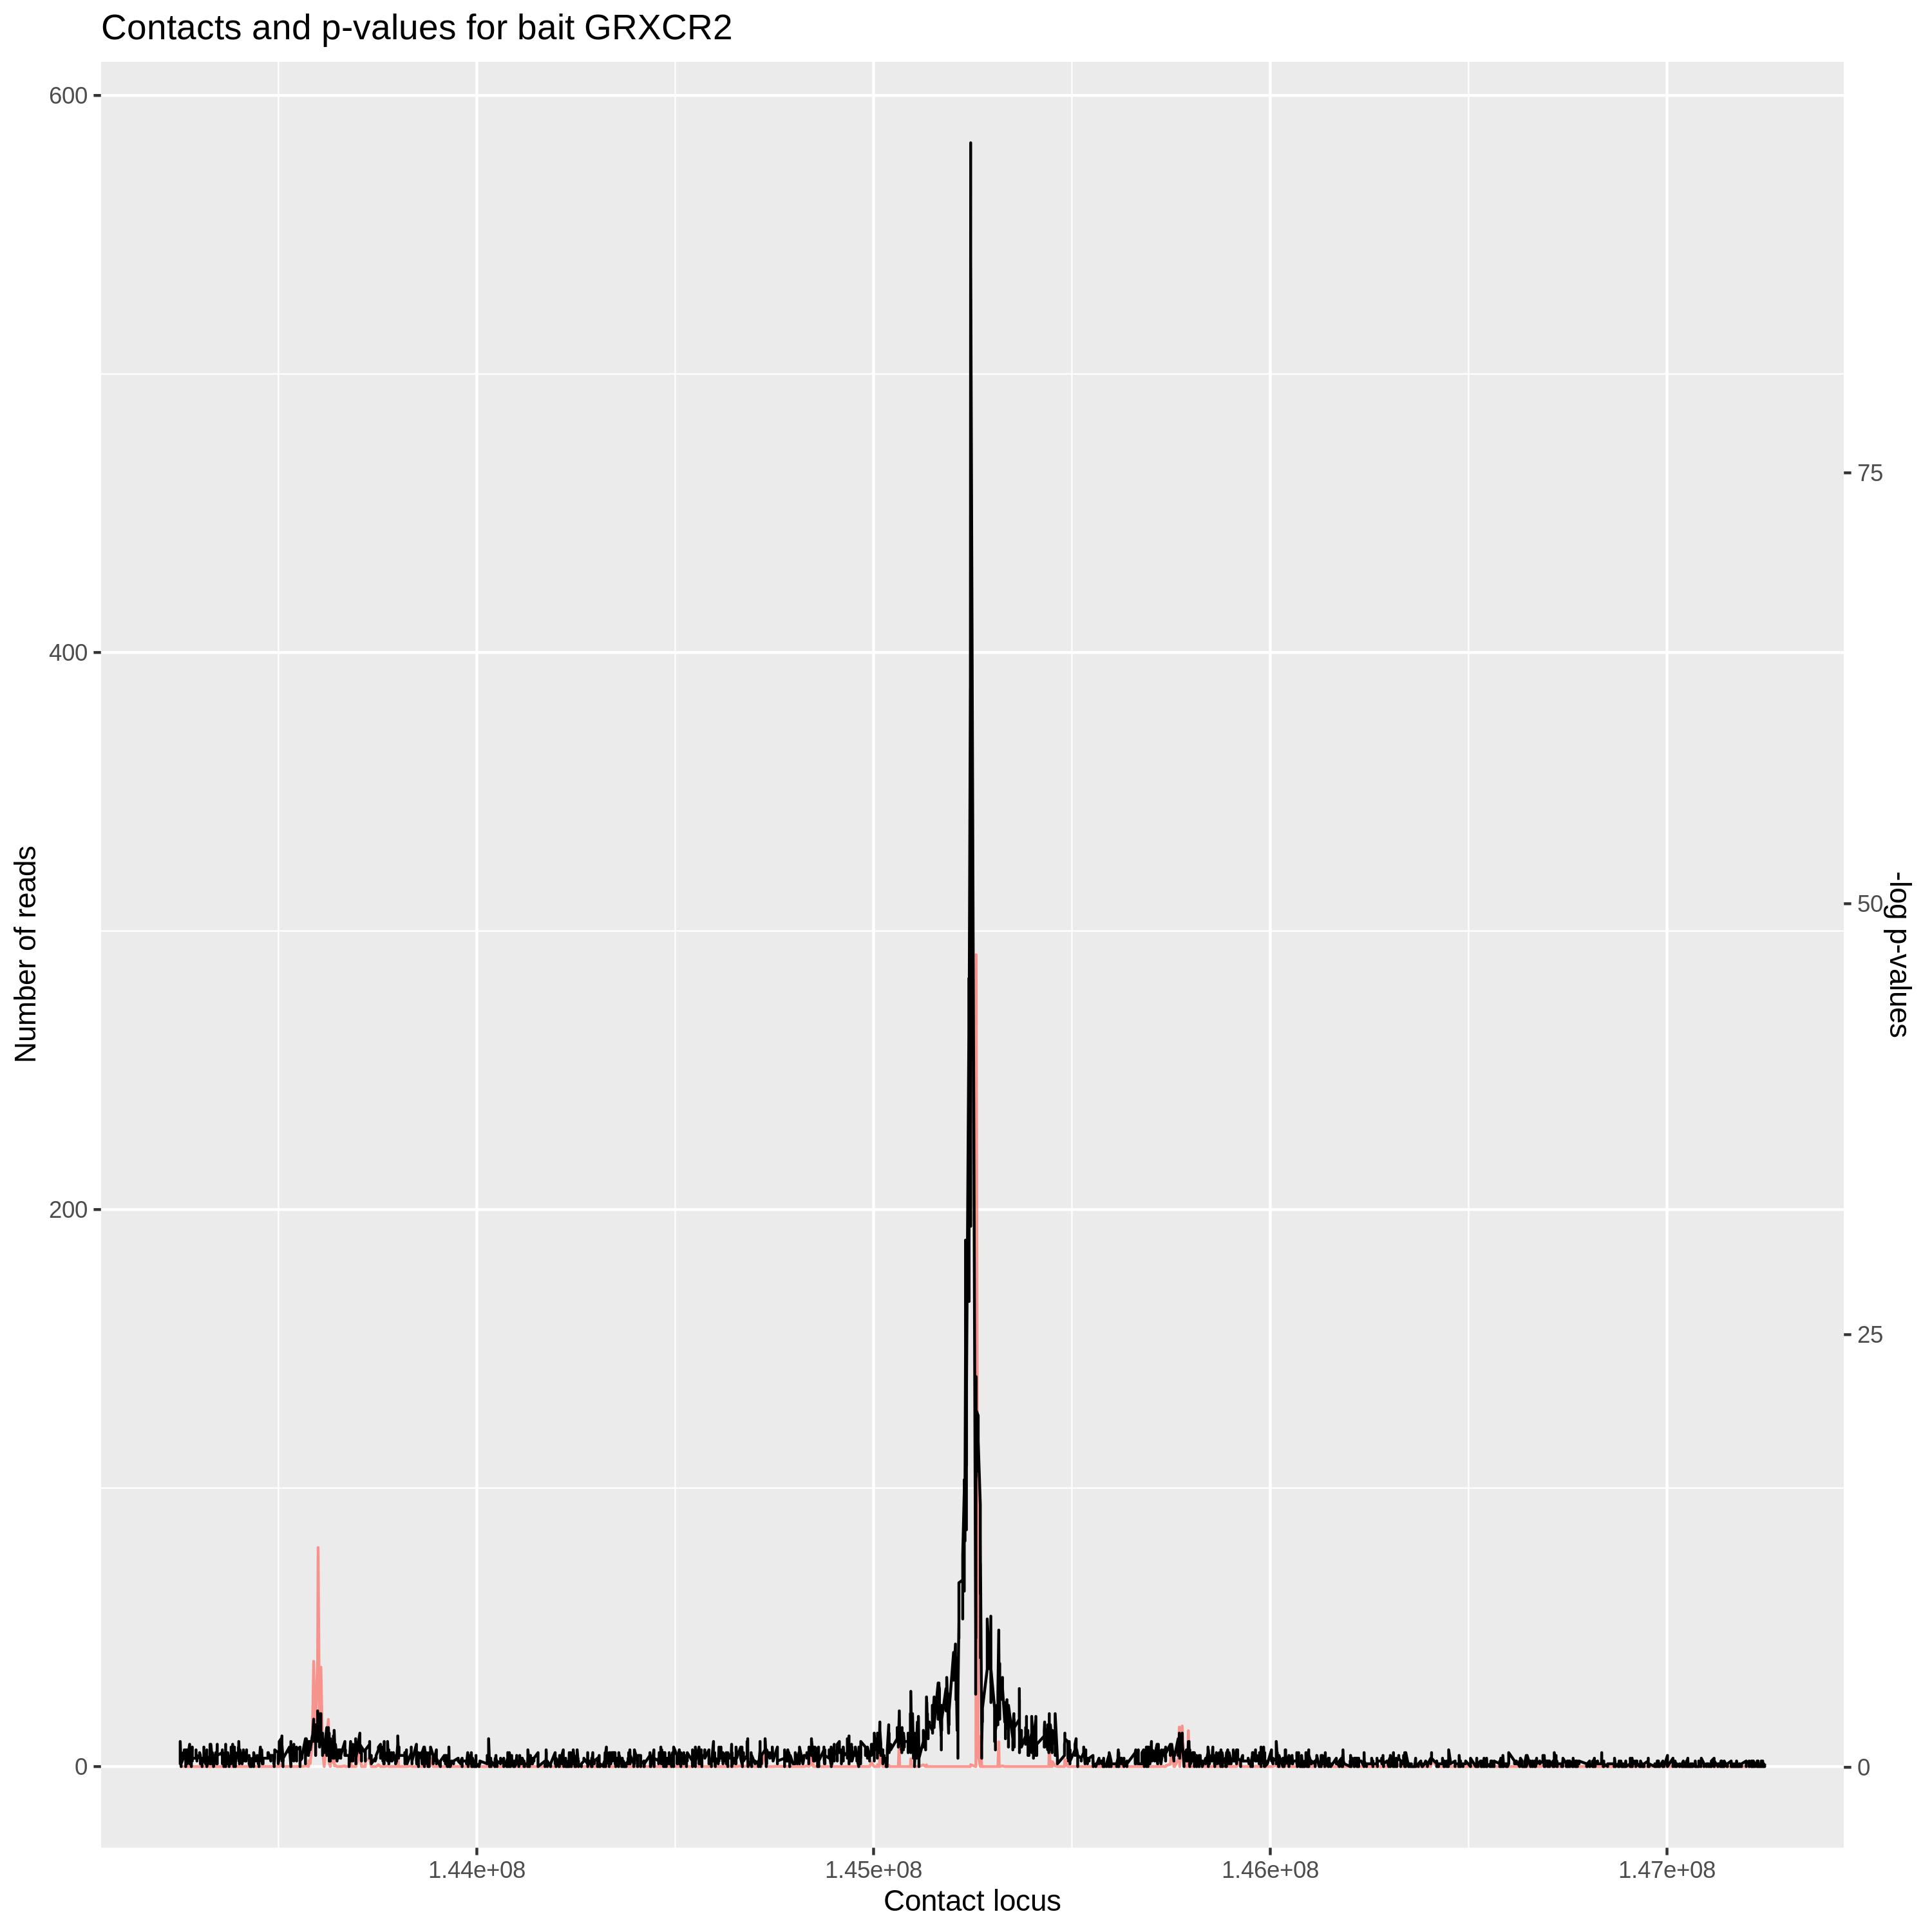 Contacts and p-values for bait GRXCR2
600
400
200
0
Number of reads
75
50
25
0
-log p-values
1.44e+08
1.45e+08
1.46e+08
1.47e+08
Contact locus